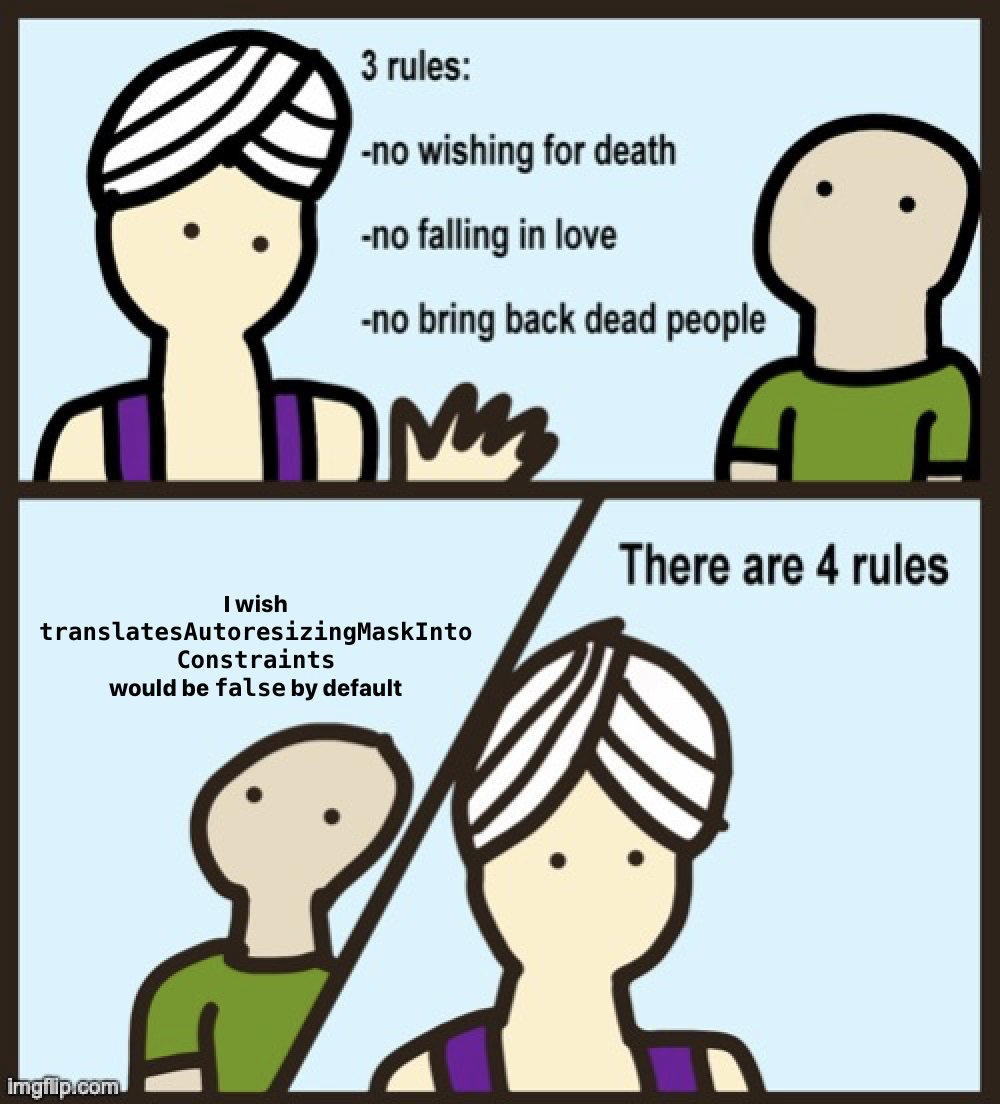 3 rules:
-no wishing for death
-no falling in love
-no bring back dead people
I wish
translatesAutoresizingMaskInto
Constraints
would be false by default
There are 4 rules
imgflip.com